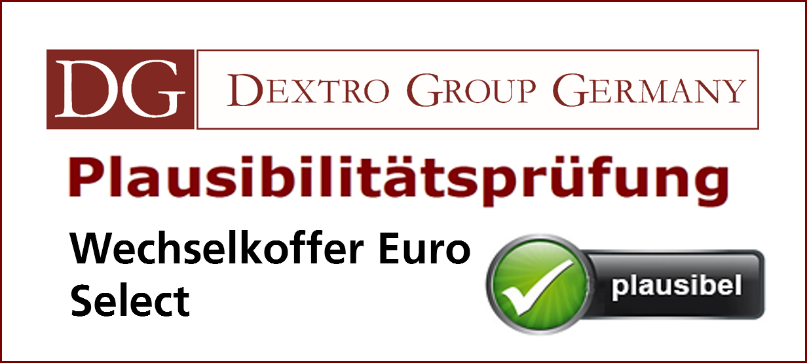 DG DEXTRO GROUP GERMANY
Plausibilitätsprüfung
Wechselkoffer Euro
Select
plausibel